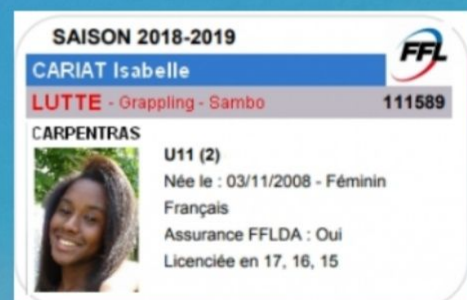 SAISON 2018-2019
FFL
CARIAT Isabelle
LUTTE - Grappling - Sambo 111589
CARPENTRAS
U11 (2)
Née le : 03/11/2008 - Féminin
Français
Assurance FFLDA : Oui
Licenciée en 17, 16, 15